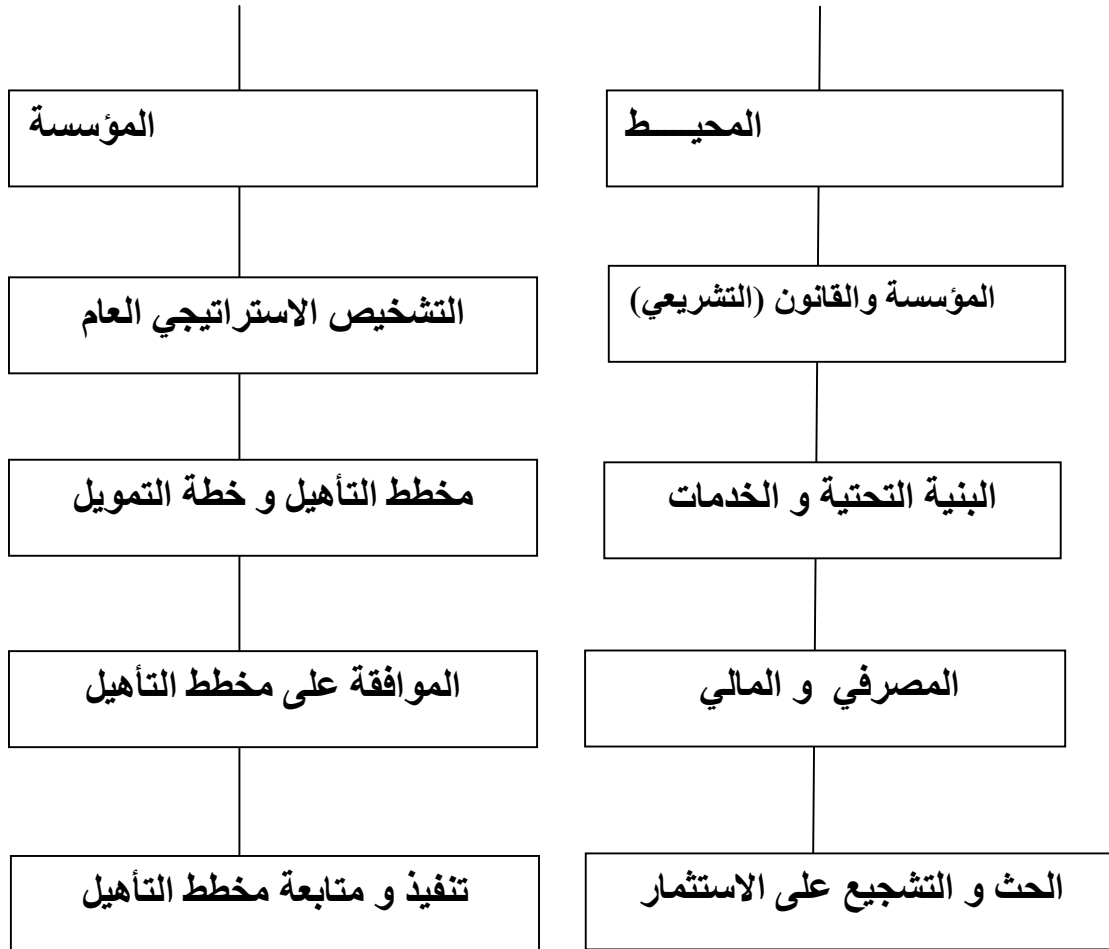 المحيـــــط
المؤسسة
المؤسسة والقانون (التشريعي)
التشخيص الاستراتيجي العام
البنية التحتية و الخدمات
مخطط التأهيل و خطة التمويل
المصرفي و المالي
الموافقة على مخطط التأهيل
الحث و التشجيع على الاستثمار
تنفيذ و متابعة مخطط التأهيل